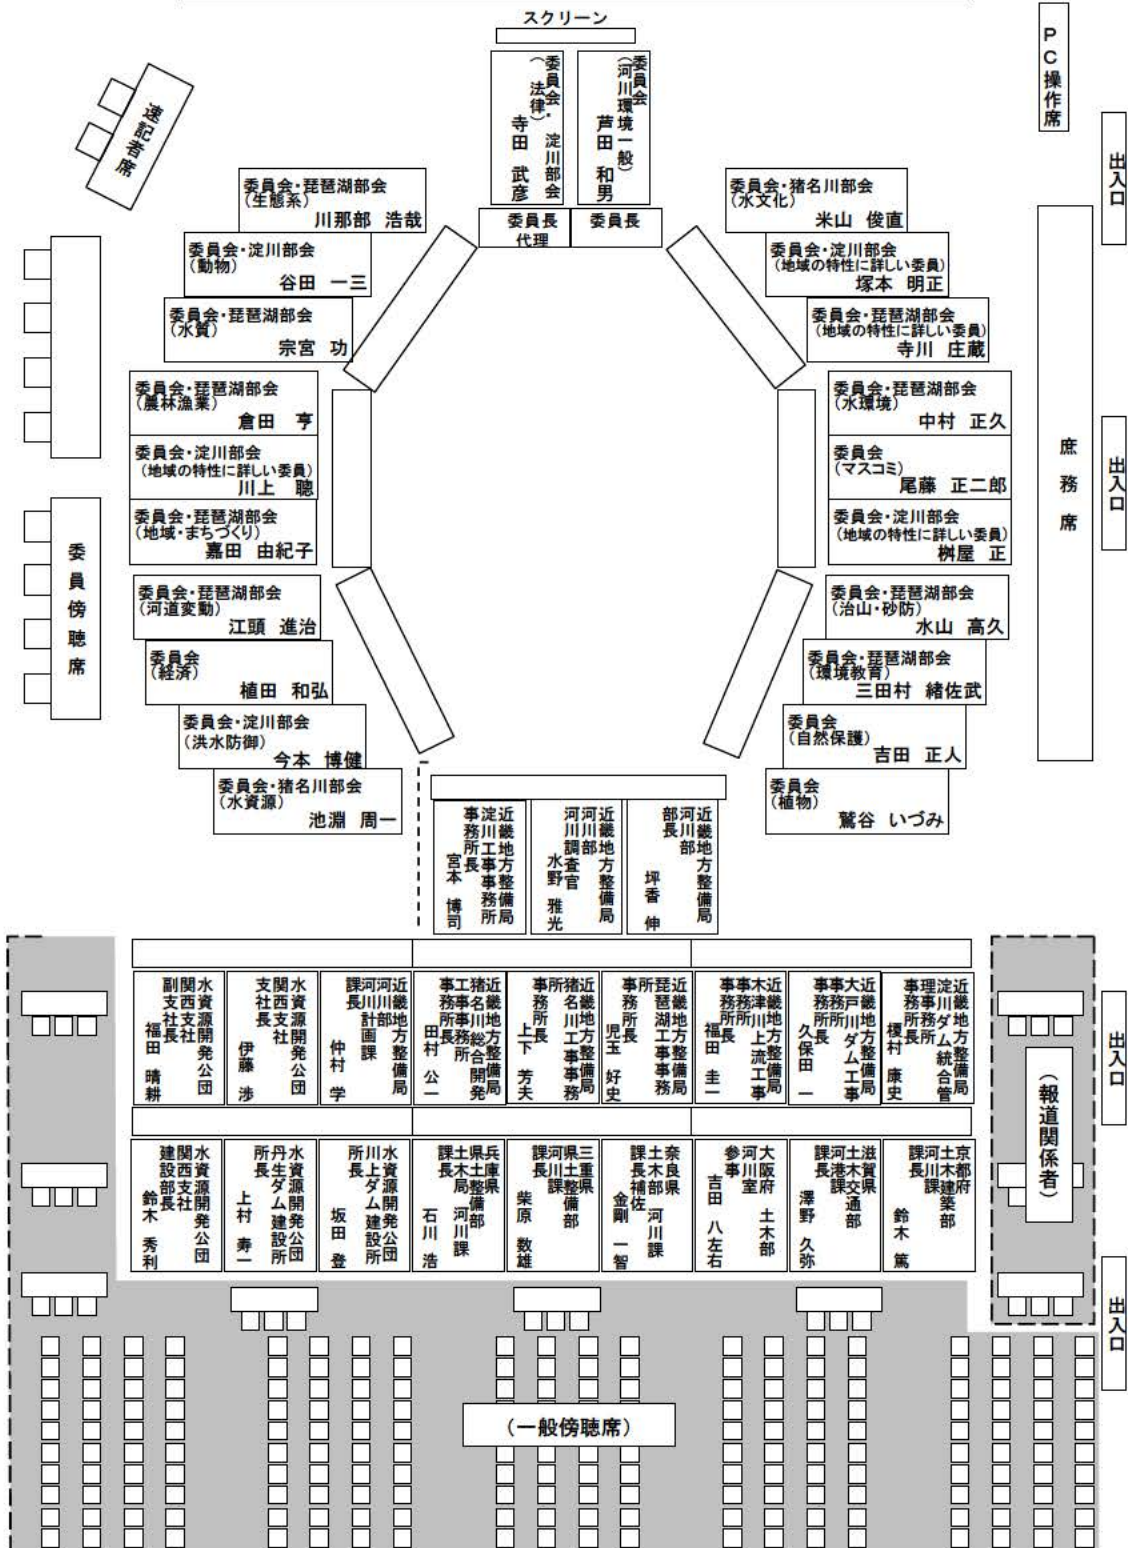 スクリーン
PC操作席
速記者席
委員会・淀川部会
（法律）
寺田 武彦
委員会
（河川環境一般）
芦田 和男
委員長
代理
委員長
出入口
委員会・琵琶湖部会
（生態系）
川那部 浩哉
委員会・淀川部会
（動物）
谷田 一三
委員会・琵琶湖部会
（水質）
宗宮 功
委員会・琵琶湖部会
（農林漁業）
倉田 亨
委員会・淀川部会
（地域の特性に詳しい委員）
川上 聰
委員会・琵琶湖部会
（地域・まちづくり）
嘉田 由紀子
委員会・琵琶湖部会
（河道変動）
江頭 進治
委員会
（経済）
植田 和弘
委員会・淀川部会
（洪水防御）
今本 博健
委員会・猪名川部会
（水資源）
池淵 周一
委員会・猪名川部会
（水文化）
米山 俊直
委員会・淀川部会
（地域の特性に詳しい委員）
塚本 明正
委員会・琵琶湖部会
（地域の特性に詳しい委員）
寺川 庄蔵
委員会・琵琶湖部会
（水環境）
中村 正久
委員会
（マスコミ）
尾藤 正二郎
委員会・淀川部会
（地域の特性に詳しい委員）
桝屋 正
委員会・琵琶湖部会
（治山・砂防）
水山 高久
委員会・琵琶湖部会
（環境教育）
三田村 緒佐武
委員会
（自然保護）
吉田 正人
委員会
（植物）
鷲谷 いづみ
委員傍聴席
庶務席
出入口
近畿地方整備局
淀川工事事務所
事務所長
宮本 博司
近畿地方整備局
河川部
河川調査官
水野 雅光
近畿地方整備局
河川部
部長
坪香 伸
水資源開発公団
関西支社
副支社長
福田 晴耕
水資源開発公団
関西支社
支社長
伊藤 渉
近畿地方整備局
河川部
河川計画課
課長
仲村 学
近畿地方整備局
猪名川総合開発
工事事務所
事務所長
田村 公一
近畿地方整備局
猪名川工事事務
所
事務所長
上下 芳夫
近畿地方整備局
琵琶湖工事事務
所
事務所長
児玉 好史
近畿地方整備局
木津川上流工事
事務所
事務所長
福田 圭一
近畿地方整備局
大戸川ダム工事
事務所
事務所長
久保田 一
近畿地方整備局
淀川ダム統合管
理事務所
事務所長
榎村 康史
水資源開発公団
関西支社
建設部長
鈴木 秀利
水資源開発公団
丹生ダム建設所
所長
上村 寿一
水資源開発公団
川上ダム建設所
所長
坂田 登
兵庫県
県土整備部
土木局 河川課
課長
石川 浩
三重県
県土整備部
河川課
課長
柴原 数雄
奈良県
土木部 河川課
課長補佐
金剛 一智
大阪府 土木部
河川室
参事
吉田 八左右
滋賀県
土木交通部
河港課
課長
澤野 久弥
京都府
土木建築部
河川課
課長
鈴木 篤
出入口
（報道関係者）
出入口
（一般傍聴席）